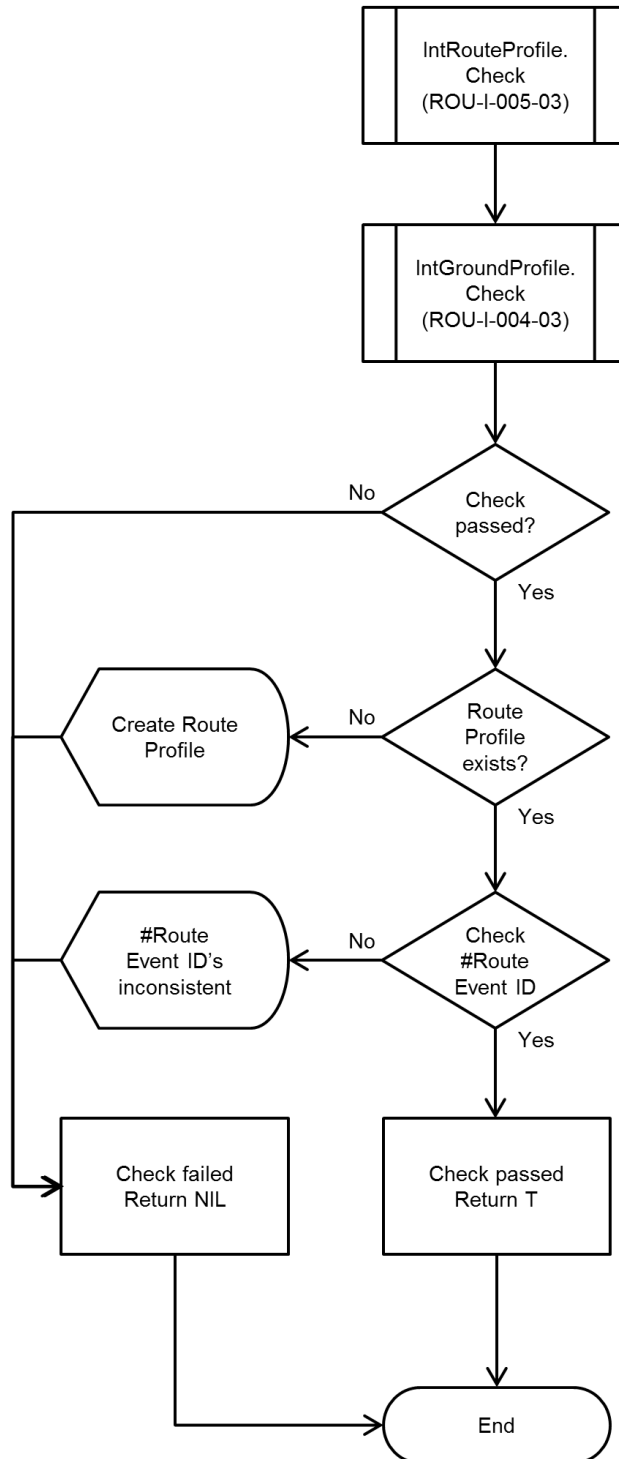 IntRouteProfile.
Check
(ROU-I-005-03)
IntGroundProfile.
Check
(ROU-I-004-03)
No
Check
passed?
Yes
Create Route
Profile
No
Route
Profile
exists?
Yes
#Route
Event ID's
inconsistent
No
Check
#Route
Event ID
Yes
Check failed
Return NIL
Check passed
Return T
End